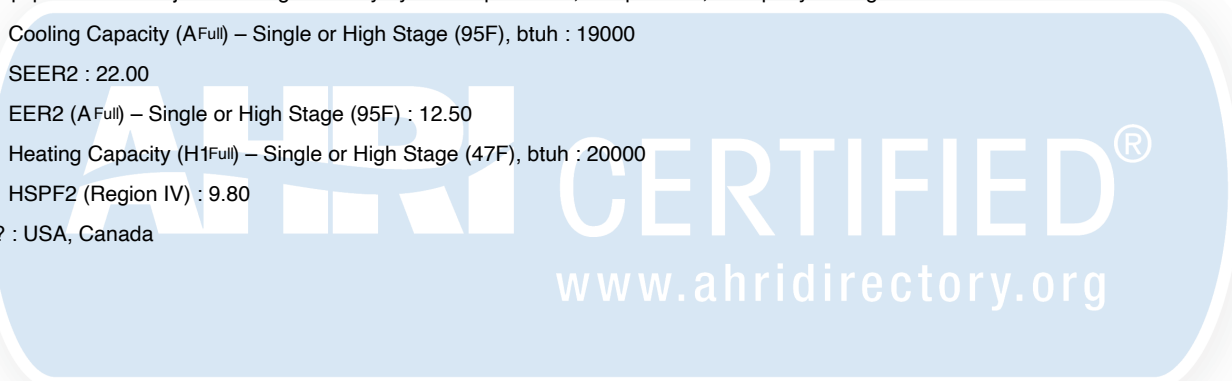 Cooling Capacity (AFull) – Single or High Stage (95F), btuh : 19000
SEER2 : 22.00
EER2 (AFull) – Single or High Stage (95F) : 12.50
Heating Capacity (H1Full) – Single or High Stage (47F), btuh : 20000
HSPF2 (Region IV) : 9.80
? : USA, Canada
AHRI CERTIFIED®
www.ahridirectory.org